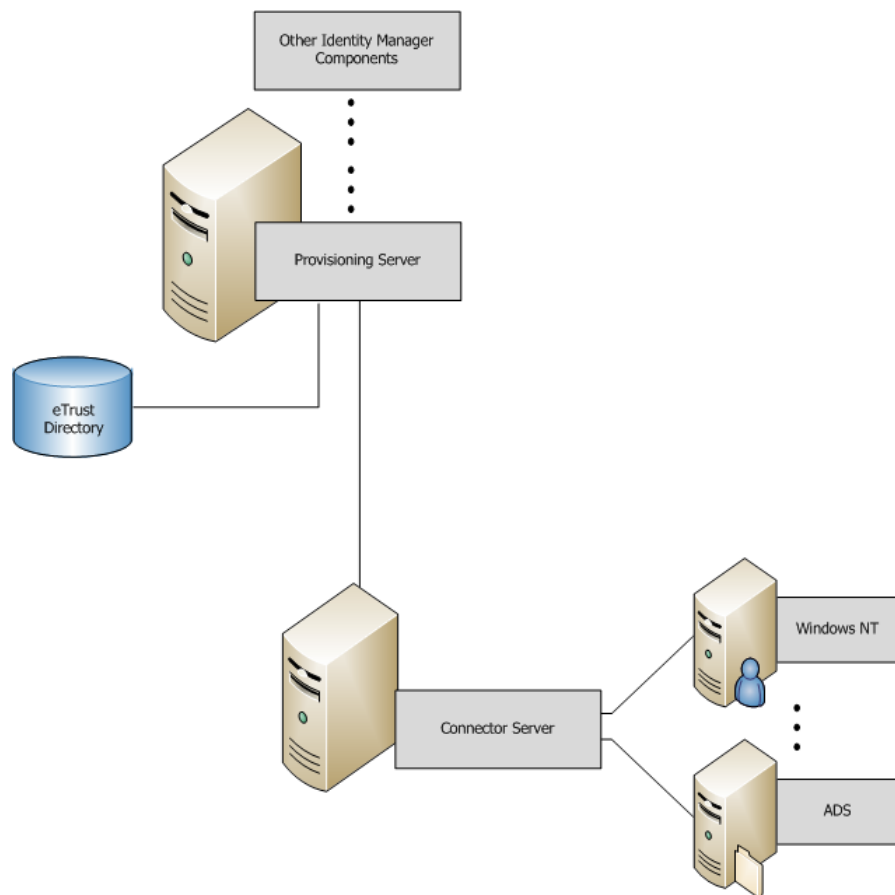 Other Identity Manager
Components
Provisioning Server
eTrust
Directory
Windows NT
Connector Server
ADS